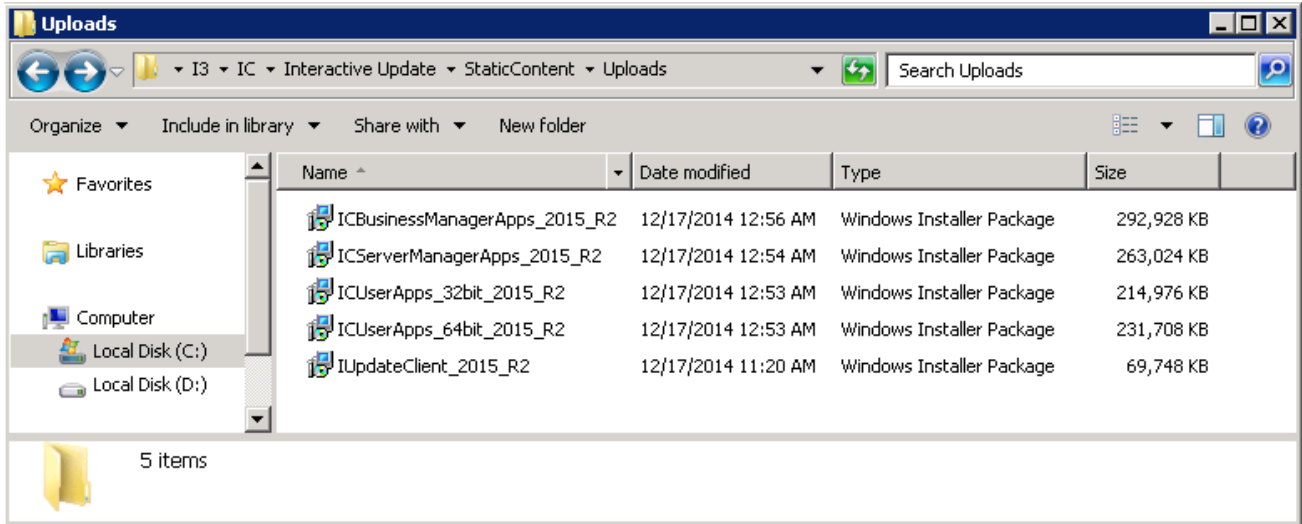 Uploads
I3 IC Interactive Update StaticContent Uploads Search Uploads
Organize Include in library Share with New folder
Favorites
Libraries
Computer
Local Disk (C:)
Local Disk (D:)
Name Date modified Type Size
ICBusinessManagerApps_2015_R2 12/17/2014 12:56 AM Windows Installer Package 292,928 KB
ICServerManagerApps_2015_R2 12/17/2014 12:54 AM Windows Installer Package 263,024 KB
ICUserApps_32bit_2015_R2 12/17/2014 12:53 AM Windows Installer Package 214,976 KB
ICUserApps_64bit_2015_R2 12/17/2014 12:53 AM Windows Installer Package 231,708 KB
IUpdateClient_2015_R2 12/17/2014 11:20 AM Windows Installer Package 69,748 KB
5 items